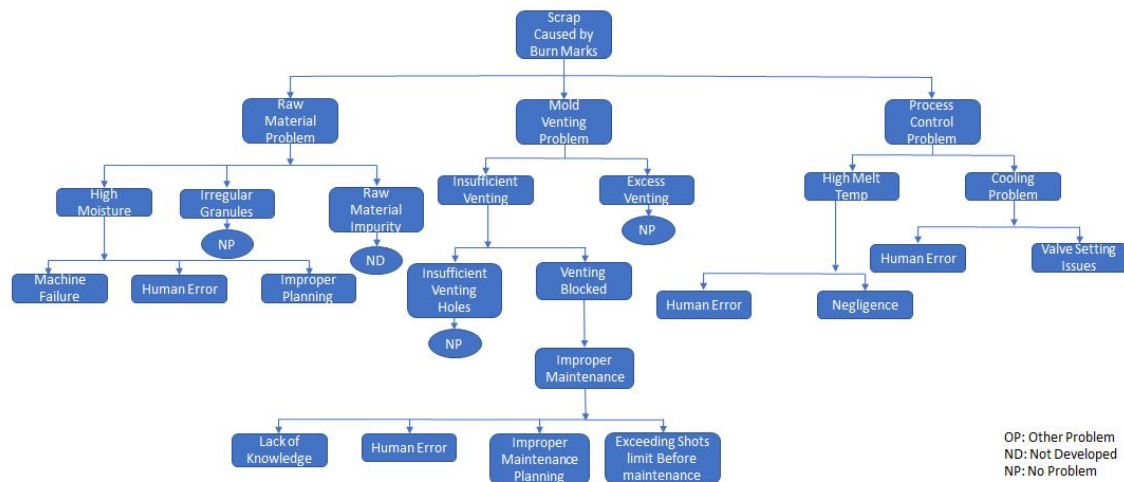 Scrap
Caused by
Burn Marks
Raw
Material
Problem
Mold
Venting
Problem
Process
Control
Problem
High
Moisture
Irregular
Granules
Raw
Material
Impurity
Insufficient
Venting
Excess
Venting
High Melt
Temp
Cooling
Problem
NP
ND
NP
Machine
Failure
Human Error
Improper
Planning
Insufficient
Venting
Holes
Venting
Blocked
Human Error
Valve Setting
Issues
Human Error
Negligence
NP
Improper
Maintenance
Lack of
Knowledge
Human Error
Improper
Maintenance
Planning
Exceeding Shots
limit Before
maintenance
OP: Other Problem
ND: Not Developed
NP: No Problem